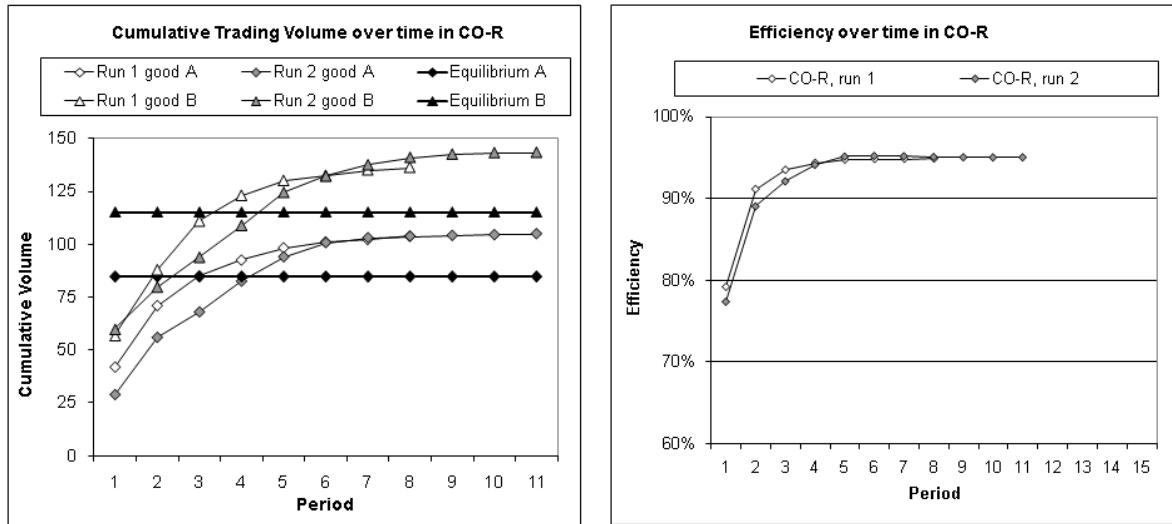 Cumulative Trading Volume over time in CO-R
Run 1 good A Run 2 good A Equilibrium A
Run 1 good B Run 2 good B Equilibrium B
150
125
100
75
50
25
0
Cumulative Volume
1 2 3 4 5 6 7 8 9 10 11
Period
Efficiency over time in CO-R
CO-R, run 1 CO-R, run 2
100%
90%
80%
70%
60%
Efficiency
1 2 3 4 5 6 7 8 9 10 11 12 13 14 15
Period